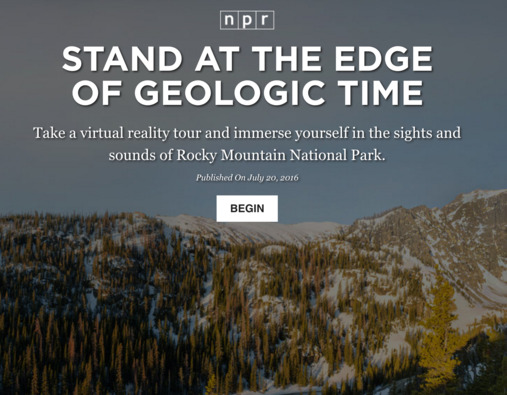 npr
STAND AT THE EDGE
OF GEOLOGIC TIME
Take a virtual reality tour and immerse yourself in the sights and
sounds of Rocky Mountain National Park.
Published On July 20, 2016
BEGIN